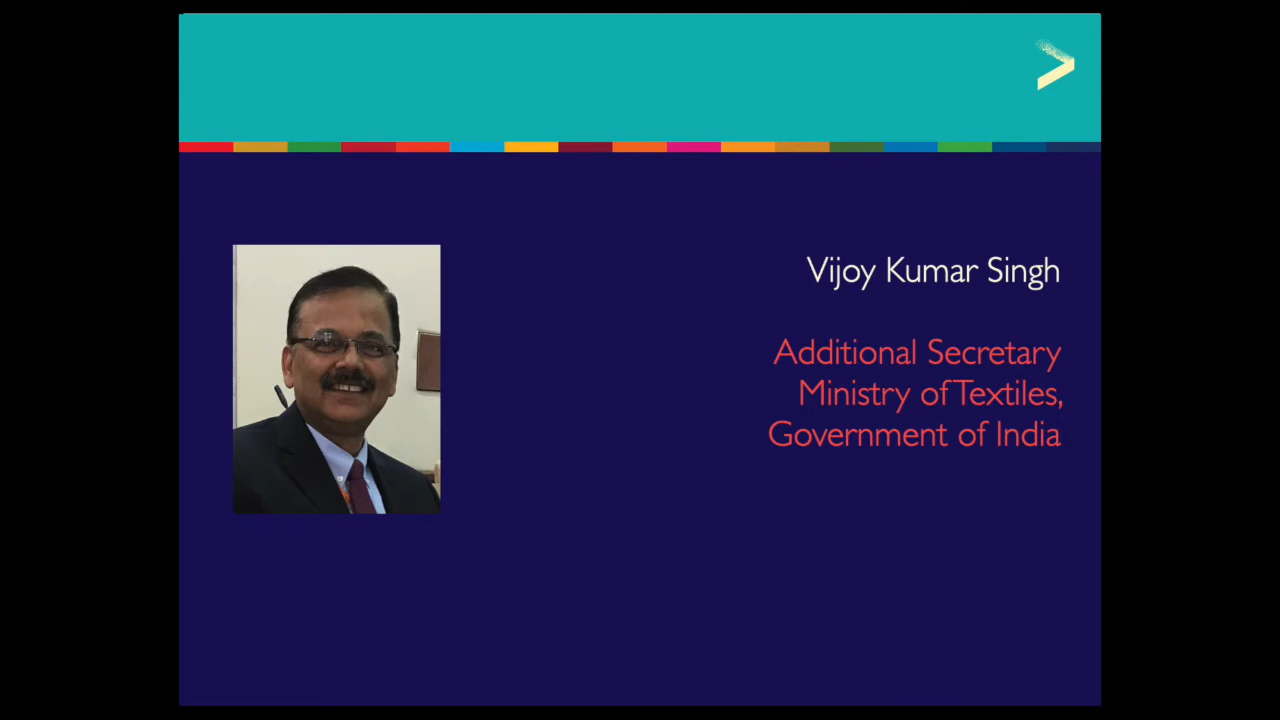 Vijoy Kumar Singh
Additional Secretary
Ministry of Textiles,
Government of India